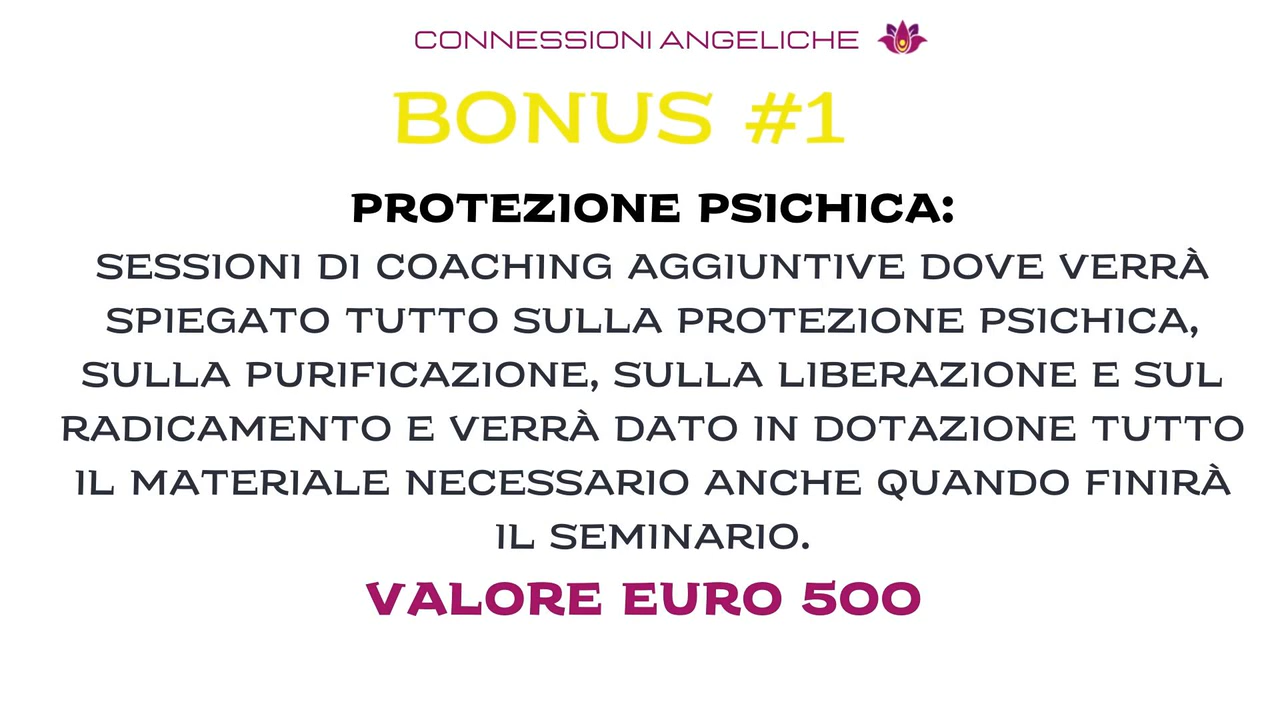 CONNESSIONI ANGELICHE
BONUS #1
PROTEZIONE PSICHICA:
SESSIONI DI COACHING AGGIUNTIVE DOVE VERRÀ
SPIEGATO TUTTO SULLA PROTEZIONE PSICHICA,
SULLA PURIFICAZIONE, SULLA LIBERAZIONE E SUL
RADICAMENTO E VERRÀ DATO IN DOTAZIONE TUTTO
IL MATERIALE NECESSARIO ANCHE QUANDO FINIRÀ
IL SEMINARIO.
VALORE EURO 500